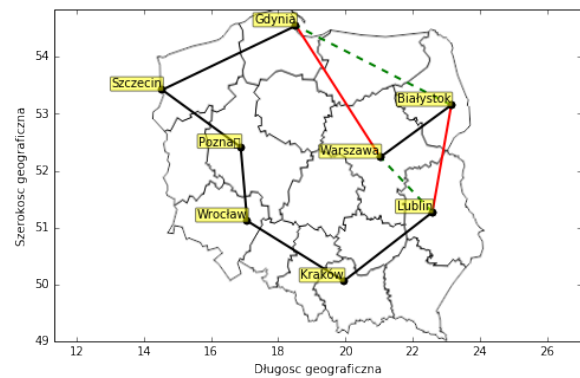 Gdynia
54
Szczecin
Białystok
53
Poznań
Warszawa
52
Lublin
Wrocław
51
Kraków
50
49
12 14 16 18 20 22 24 26
Szerokosc geograficzna
Długosc geograficzna